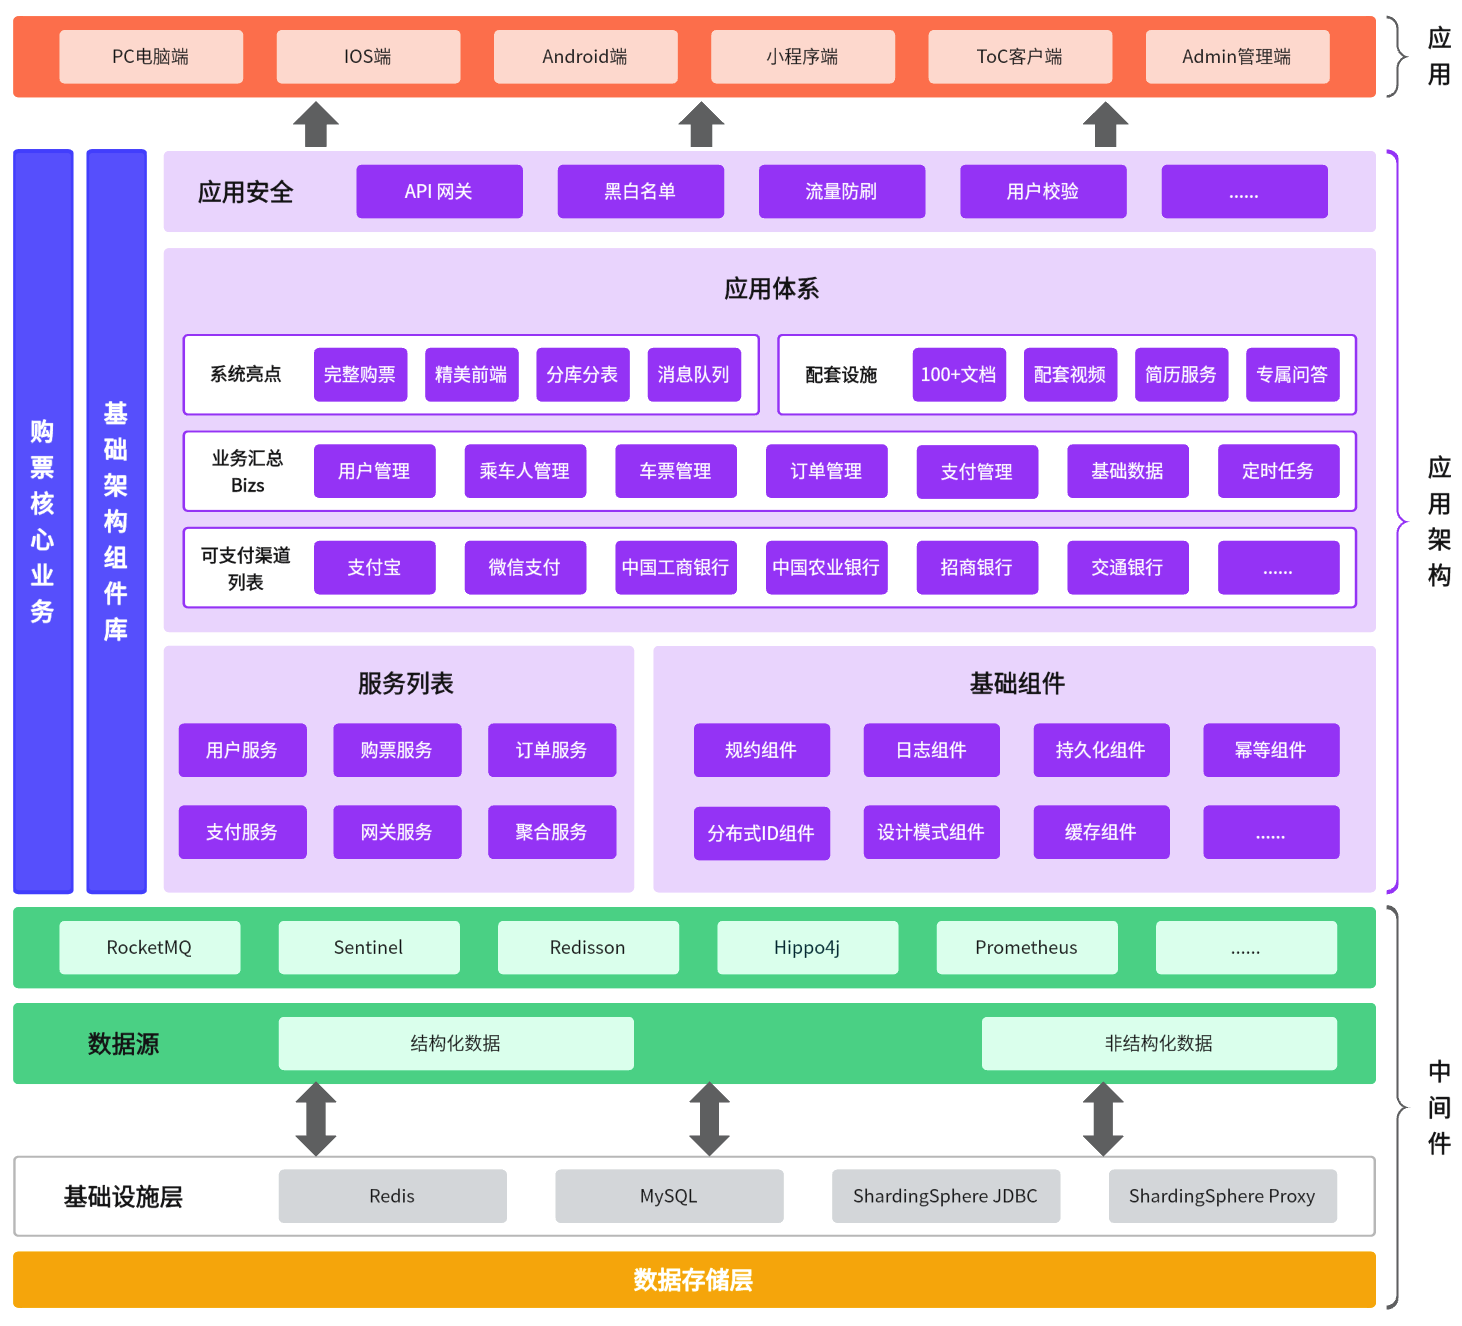 PC电脑端
IOS端
Android端
小程序端
ToC客户端
Admin管理端
应用
购票核心业务
基础架构组件库
应用安全
API 网关
黑白名单
流量防刷
用户校验
......
应用体系
系统亮点
完整购票
精美前端
分库分表
消息队列
配套设施
100+文档
配套视频
简历服务
专属问答
业务汇总
Bizs
用户管理
乘车人管理
车票管理
订单管理
支付管理
基础数据
定时任务
可支付渠道
列表
支付宝
微信支付
中国工商银行
中国农业银行
招商银行
交通银行
......
应用架构
服务列表
用户服务
购票服务
订单服务
支付服务
网关服务
聚合服务
基础组件
规约组件
日志组件
持久化组件
幂等组件
分布式ID组件
设计模式组件
缓存组件
......
RocketMQ
Sentinel
Redisson
Hippo4j
Prometheus
......
数据源
结构化数据
非结构化数据
中间件
基础设施层
Redis
MySQL
ShardingSphere JDBC
ShardingSphere Proxy
数据存储层